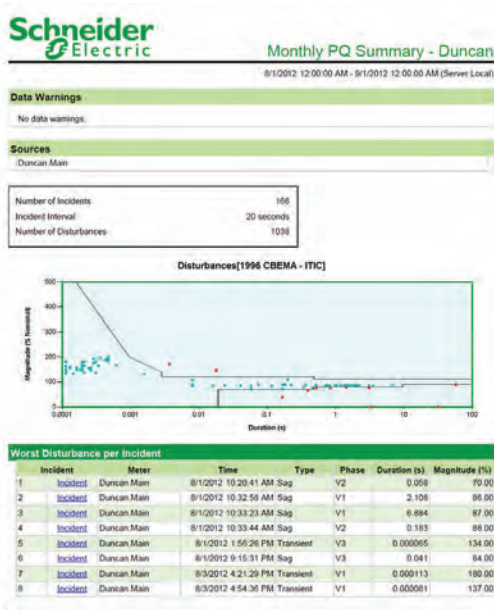 Schneider
Electric
Monthly PQ Summary - Duncan
8/1/2012 12:00:00 AM - 9/1/2012 12:00:00 AM (Server Local)
Data Warnings
No data warnings.
Sources
Duncan Main
Number of Incidents 166
Incident Interval 20 seconds
Number of Disturbances 1038
Disturbances[1996 CBEMA - ITIC]
Magnitude (% Nominal)
500
400
300
200
100
0
0.0001 0.001 0.01 0.1 1 10 100
Duration (s)
Worst Disturbance per Incident
Incident Meter Time Type Phase Duration (s) Magnitude (%)
1 Incident Duncan.Main 8/1/2012 10:20:41 AM Sag V2 0.058 70.00
2 Incident Duncan.Main 8/1/2012 10:32:58 AM Sag V1 2.108 86.00
3 Incident Duncan.Main 8/1/2012 10:33:23 AM Sag V1 6.884 87.00
4 Incident Duncan.Main 8/1/2012 10:33:44 AM Sag V2 0.183 88.00
5 Incident Duncan.Main 8/1/2012 1:56:26 PM Transient V3 0.000065 134.00
6 Incident Duncan.Main 8/1/2012 9:15:31 PM Sag V3 0.041 84.00
7 Incident Duncan.Main 8/3/2012 4:21:29 PM Transient V1 0.000113 180.00
8 Incident Duncan.Main 8/3/2012 4:54:36 PM Transient V1 0.000081 137.00